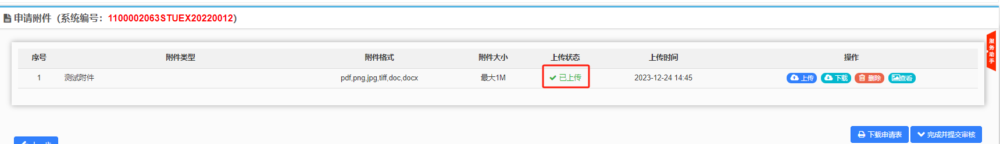 申请附件（系统编号：1100002063STUEX20220012）
服务助手
序号 附件类型 附件格式 附件大小 上传状态 上传时间 操作
1 测试附件 pdf,png,jpg,tiff,doc,docx 最大1M 已上传 2023-12-24 14:45 上传 下载 删除 查看
下载申请表 完成并提交审核